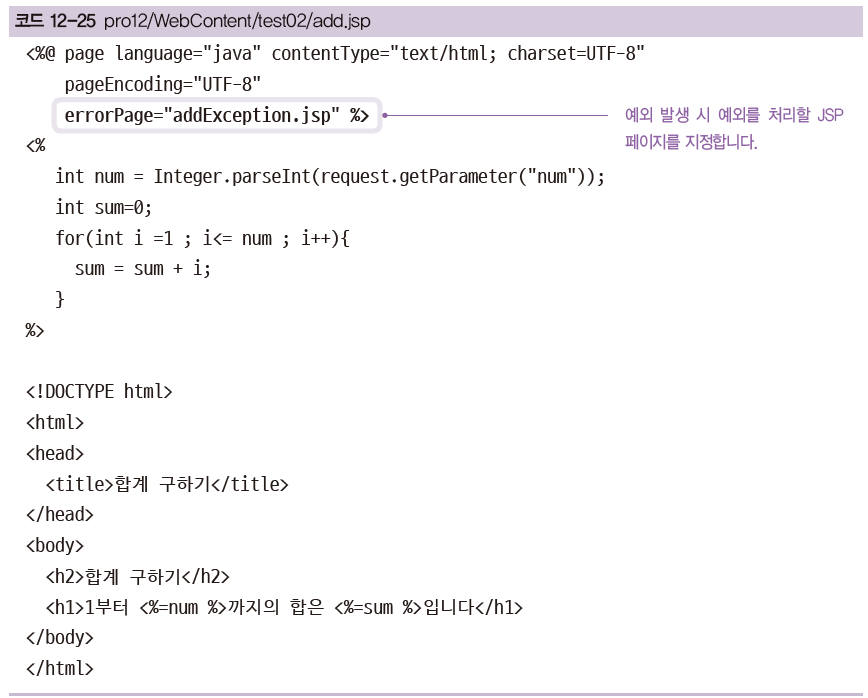 코드 12-25 pro12/WebContent/test02/add.jsp
<%@ page language="java" contentType="text/html; charset=UTF-8"
    pageEncoding="UTF-8"
    errorPage="addException.jsp" %>
예외 발생 시 예외를 처리할 JSP
페이지를 지정합니다.
<%
   int num = Integer.parseInt(request.getParameter("num"));
   int sum=0;
   for(int i =1 ; i<= num ; i++){
     sum = sum + i;
   }
%>
<!DOCTYPE html>
<html>
<head>
  <title>합계 구하기</title>
</head>
<body>
  <h2>합계 구하기</h2>
  <h1>1부터 <%=num %>까지의 합은 <%=sum %>입니다</h1>
</body>
</html>